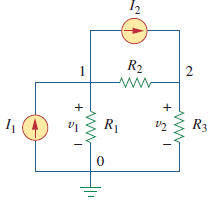 I₂
1
R₂
2
+
+
I₁
v₁
R₁
v₂
R₃
−
−
0